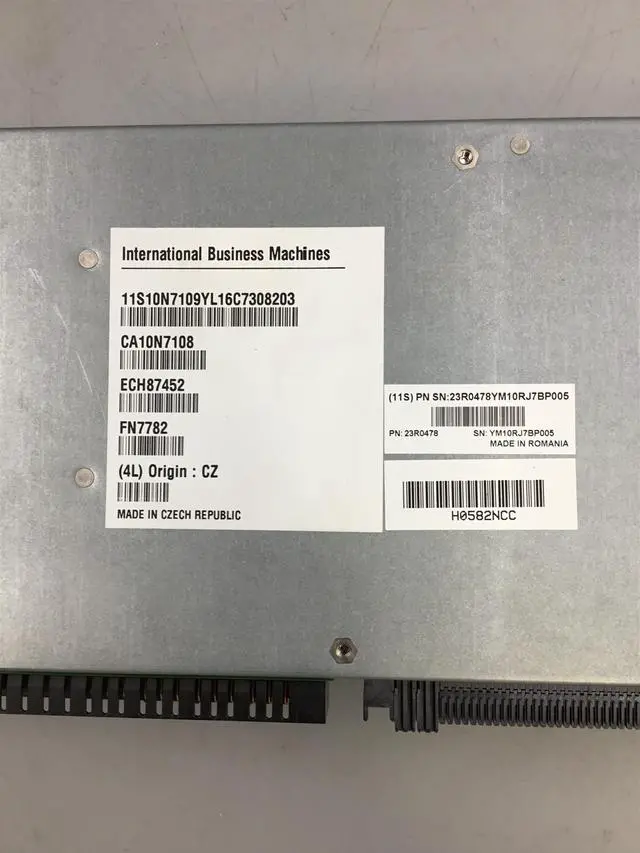 International Business Machines
11S10N7109YL16C7308203
CA10N7108
ECH87452
FN7782
(4L) Origin : CZ
MADE IN CZECH REPUBLIC
(11S) PN SN:23R0478YM10RJ7BP005
PN: 23R0478 SN: YM10RJ7BP005
MADE IN ROMANIA
H0582NCC